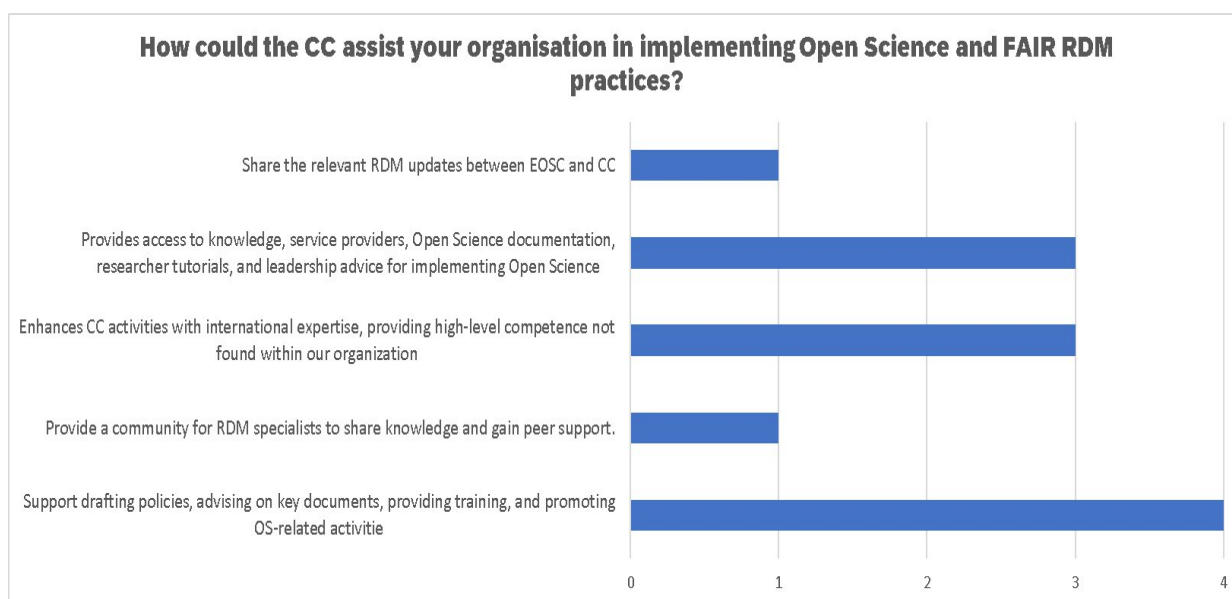 How could the CC assist your organisation in implementing Open Science and FAIR RDM
practices?
Share the relevant RDM updates between EOSC and CC
Provides access to knowledge, service providers, Open Science documentation,
researcher tutorials, and leadership advice for implementing Open Science
Enhances CC activities with international expertise, providing high-level competence not
found within our organization
Provide a community for RDM specialists to share knowledge and gain peer support.
Support drafting policies, advising on key documents, providing training, and promoting
OS-related activitie
0 1 2 3 4